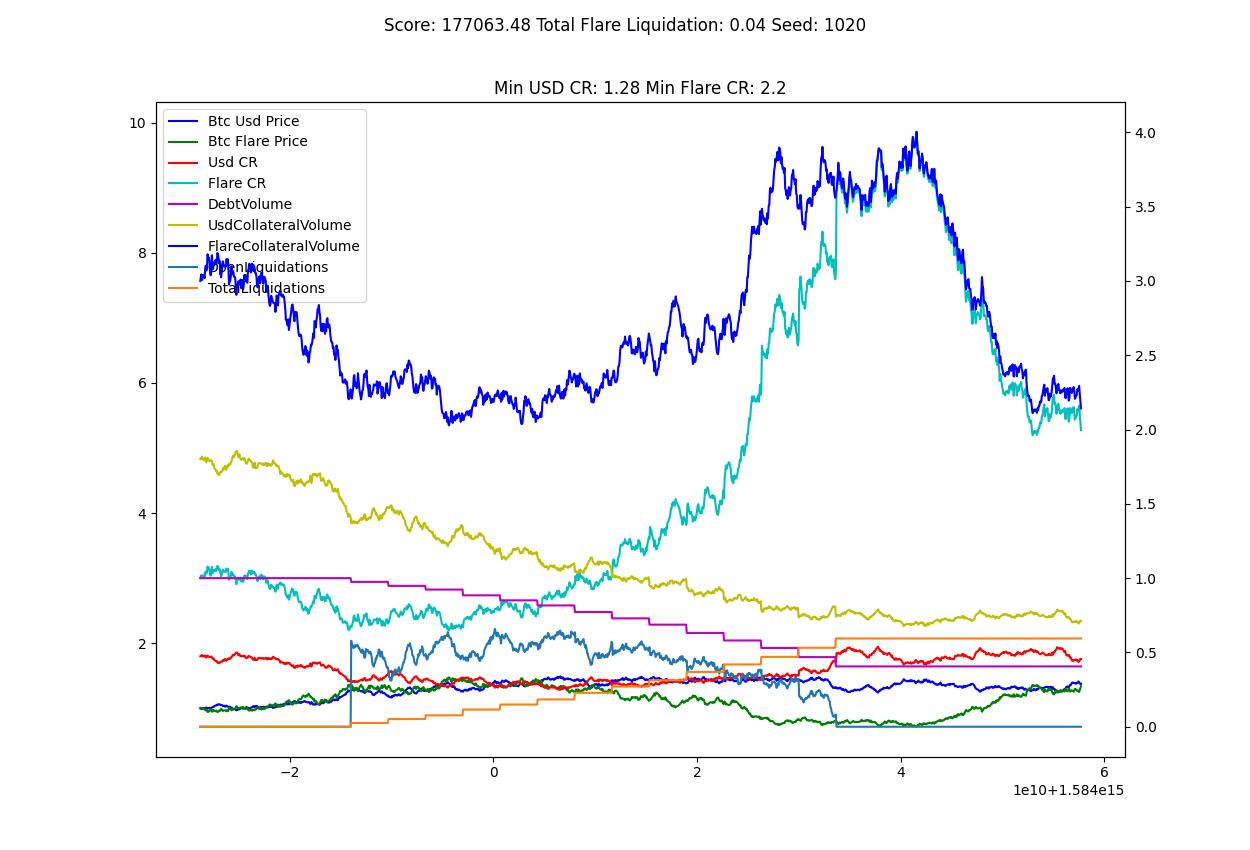 Score: 177063.48 Total Flare Liquidation: 0.04 Seed: 1020
Min USD CR: 1.28 Min Flare CR: 2.2
Btc Usd Price
Btc Flare Price
Usd CR
Flare CR
DebtVolume
UsdCollateralVolume
FlareCollateralVolume
OpenLiquidations
TotalLiquidations
10
8
6
4
2
4.0
3.5
3.0
2.5
2.0
1.5
1.0
0.5
0.0
−2
0
2
4
6
1e10+1.584e15